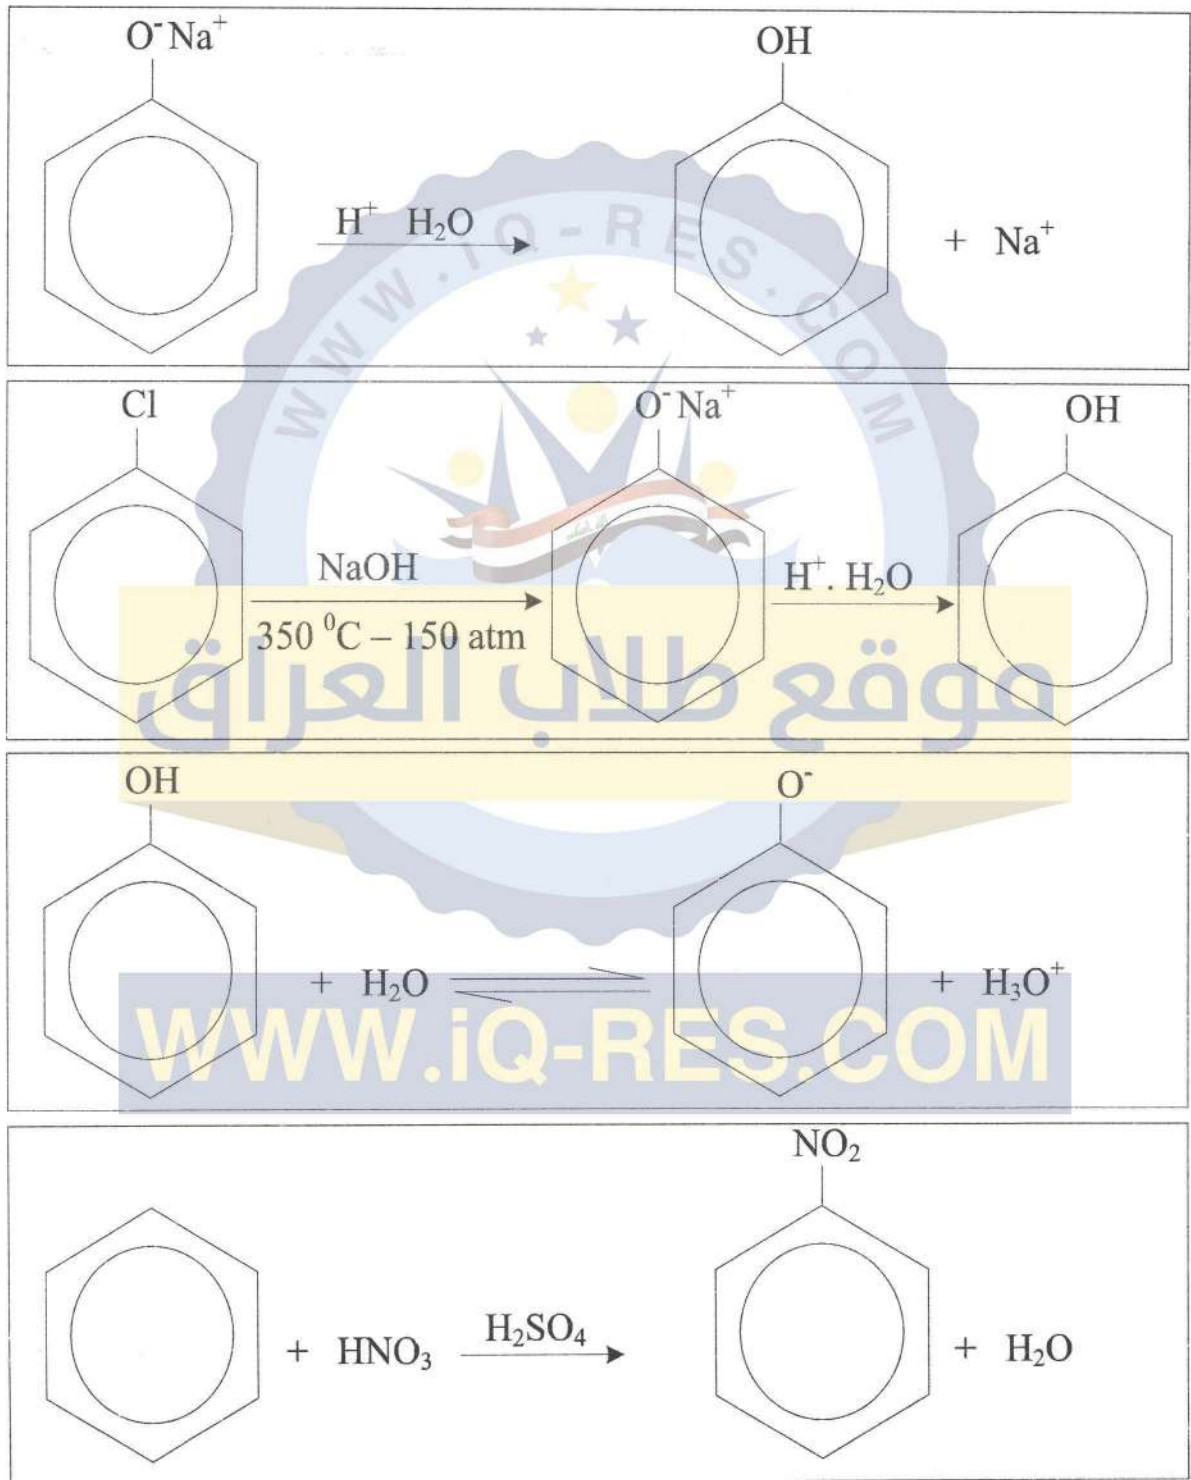 O⁻ Na⁺
OH
H⁺ H₂O
+ Na⁺
Cl
O⁻ Na⁺
OH
NaOH
350 ⁰C – 150 atm
H⁺. H₂O
موقع طلاب العراق
OH
O⁻
+ H₂O
+ H₃O⁺
WWW.iQ-RES.COM
NO₂
+ HNO₃
H₂SO₄
+ H₂O
WWW.iQ-RES.COM